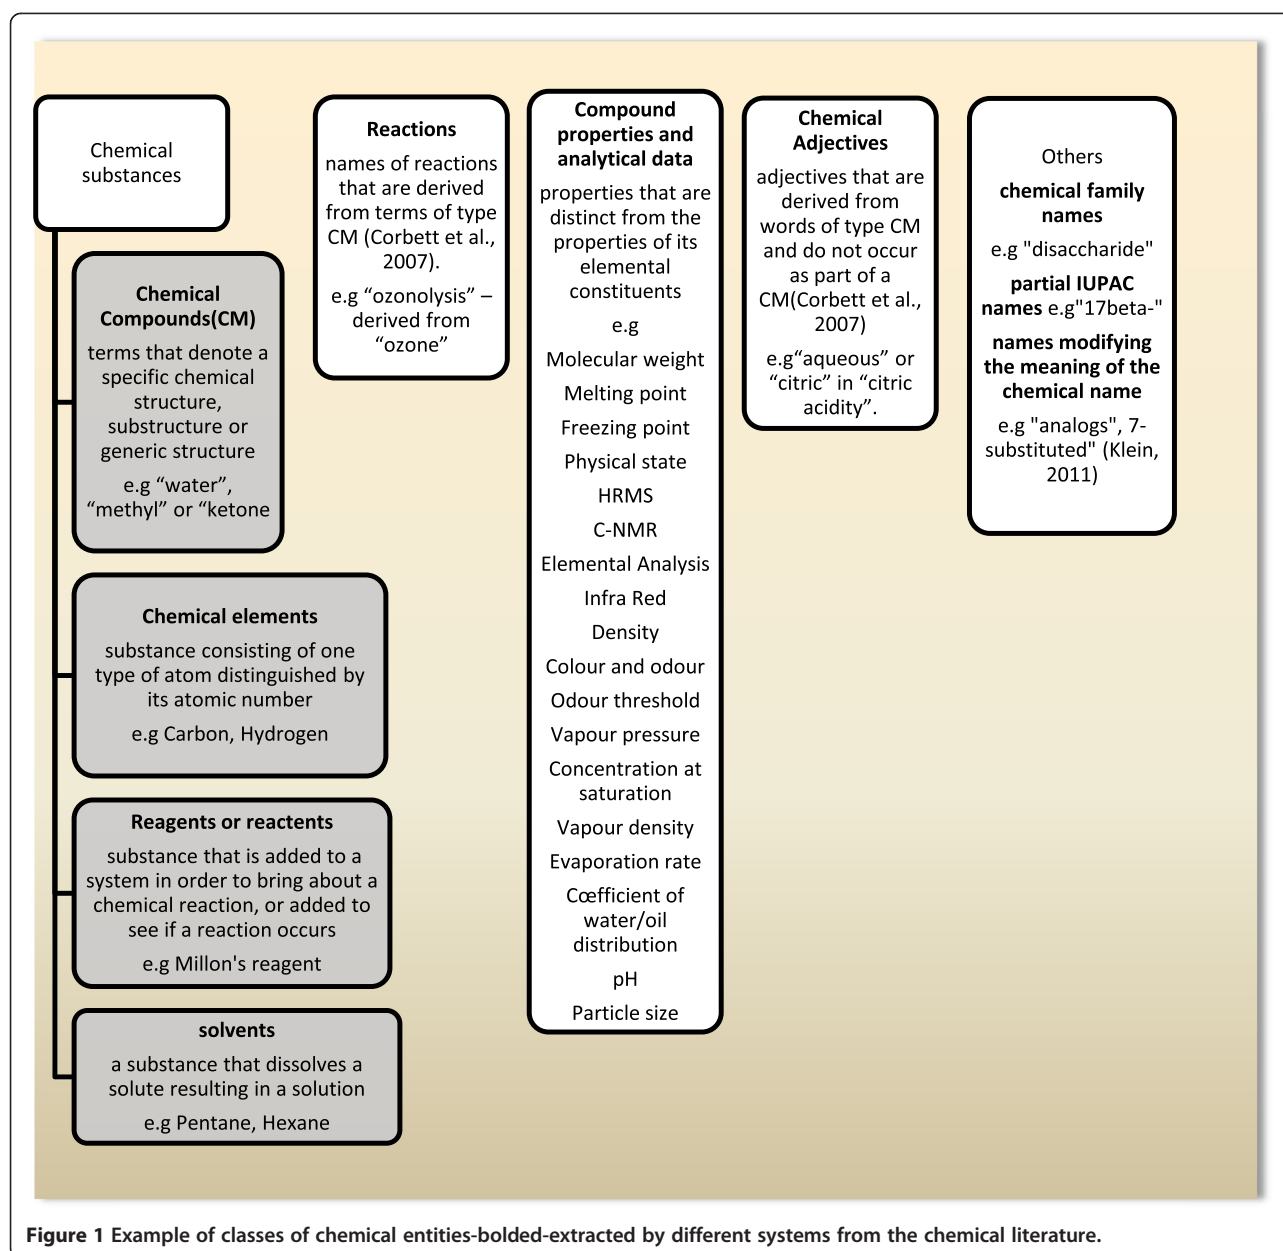 Chemical
substances
Chemical
Compounds(CM)
terms that denote a
specific chemical
structure,
substructure or
generic structure
e.g “water”,
“methyl” or “ketone
Chemical elements
substance consisting of one
type of atom distinguished by
its atomic number
e.g Carbon, Hydrogen
Reagents or reactents
substance that is added to a
system in order to bring about a
chemical reaction, or added to
see if a reaction occurs
e.g Millon's reagent
solvents
a substance that dissolves a
solute resulting in a solution
e.g Pentane, Hexane
Reactions
names of reactions
that are derived
from terms of type
CM (Corbett et al.,
2007).
e.g “ozonolysis” –
derived from
“ozone”
Compound
properties and
analytical data
properties that are
distinct from the
properties of its
elemental
constituents
e.g
Molecular weight
Melting point
Freezing point
Physical state
HRMS
C-NMR
Elemental Analysis
Infra Red
Density
Colour and odour
Odour threshold
Vapour pressure
Concentration at
saturation
Vapour density
Evaporation rate
Cœfficient of
water/oil
distribution
pH
Particle size
Chemical
Adjectives
adjectives that are
derived from
words of type CM
and do not occur
as part of a
CM(Corbett et al.,
2007)
e.g“aqueous” or
“citric” in “citric
acidity”.
Others
chemical family
names
e.g "disaccharide"
partial IUPAC
names e.g"17beta-"
names modifying
the meaning of the
chemical name
e.g "analogs", 7-
substituted" (Klein,
2011)
Figure 1 Example of classes of chemical entities-bolded-extracted by different systems from the chemical literature.